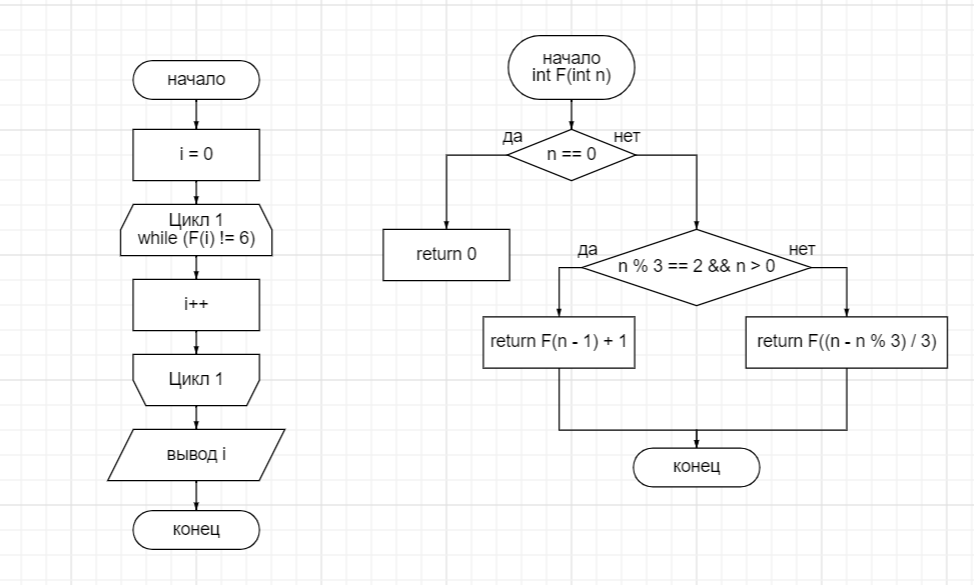 начало
i = 0
Цикл 1
while (F(i) != 6)
i++
Цикл 1
вывод i
конец
начало
int F(int n)
да
нет
n == 0
return 0
да
нет
n % 3 == 2 && n > 0
return F(n - 1) + 1
return F((n - n % 3) / 3)
конец